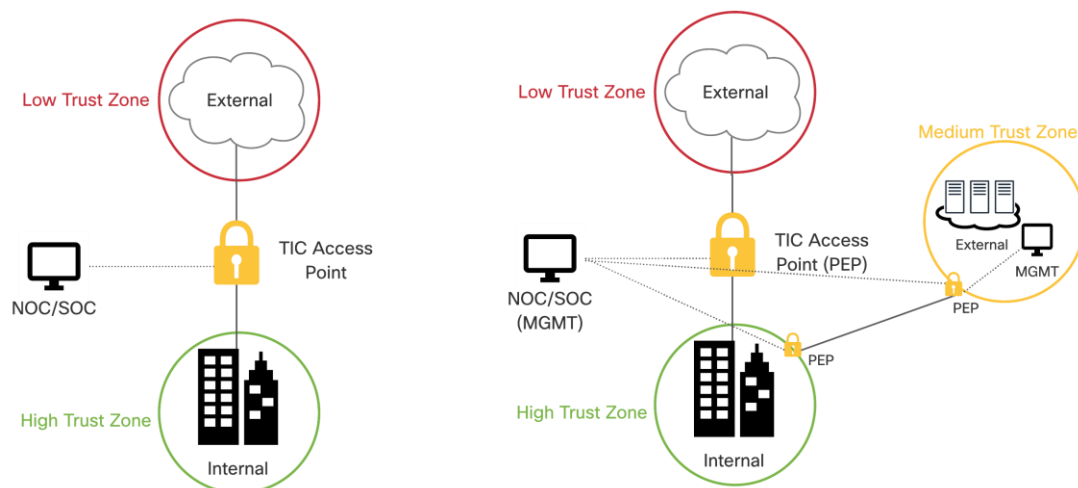 Low Trust Zone
External
NOC/SOC
TIC Access
Point
High Trust Zone
Internal
Low Trust Zone
External
Medium Trust Zone
External
MGMT
PEP
NOC/SOC
(MGMT)
TIC Access
Point (PEP)
PEP
High Trust Zone
Internal